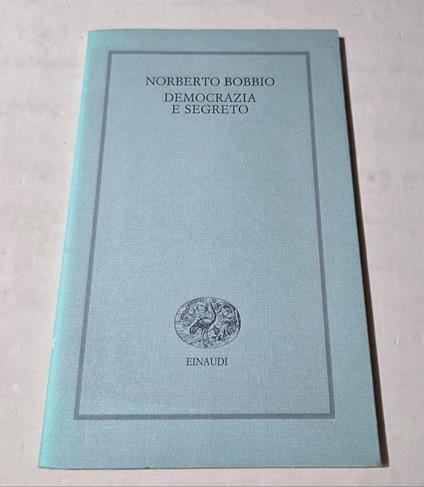 NORBERTO BOBBIO
DEMOCRAZIA
E SEGRETO
EINAUDI